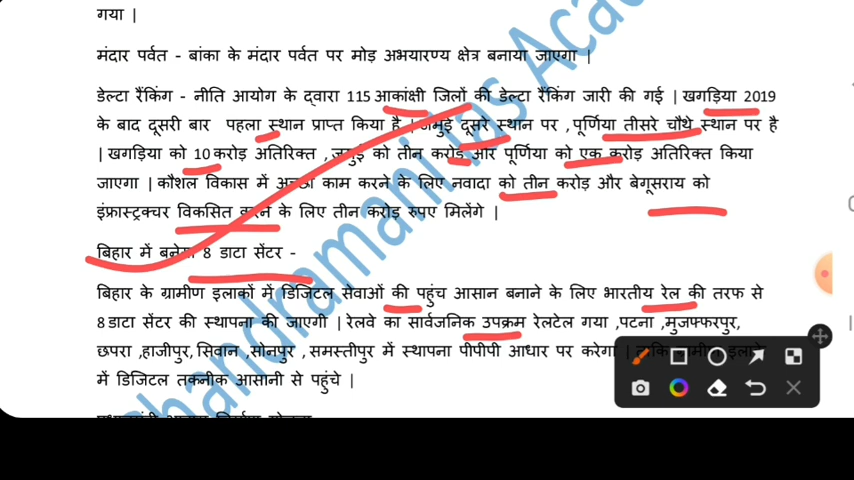 गया |
मंदार पर्वत - बांका के मंदार पर्वत पर मोड़ अभयारण्य क्षेत्र बनाया जाएगा |
डेल्टा रैंकिंग - नीति आयोग के द्वारा 115 आकांक्षी जिलों की डेल्टा रैंकिंग जारी की गई | खगड़िया 2019
के बाद दूसरी बार पहला स्थान प्राप्त किया है | जमुई दूसरे स्थान पर , पूर्णिया तीसरे चौथे स्थान पर है
| खगड़िया को 10 करोड़ अतिरिक्त , जमुई को तीन करोड़ और पूर्णिया को एक करोड़ अतिरिक्त किया
जाएगा | कौशल विकास में अच्छा काम करने के लिए नवादा को तीन करोड़ और बेगूसराय को
इंफ्रास्ट्रक्चर विकसित करने के लिए तीन करोड़ रुपए मिलेंगे |
बिहार में बनेगा 8 डाटा सेंटर -
बिहार के ग्रामीण इलाकों में डिजिटल सेवाओं की पहुंच आसान बनाने के लिए भारतीय रेल की तरफ से
8 डाटा सेंटर की स्थापना की जाएगी | रेलवे का सार्वजनिक उपक्रम रेलटेल गया ,पटना ,मुजफ्फरपुर,
छपरा ,हाजीपुर, सिवान ,सोनपुर , समस्तीपुर में स्थापना पीपीपी आधार पर करेगा |
में डिजिटल तकनीक आसानी से पहुंचे |
handramani Ias Acad